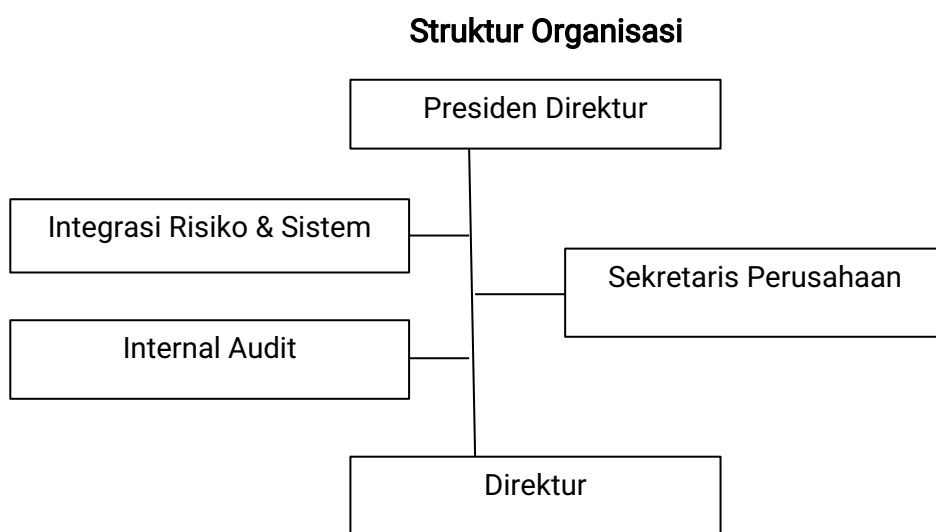 Struktur Organisasi
Presiden Direktur
Integrasi Risiko & Sistem
Sekretaris Perusahaan
Internal Audit
Direktur